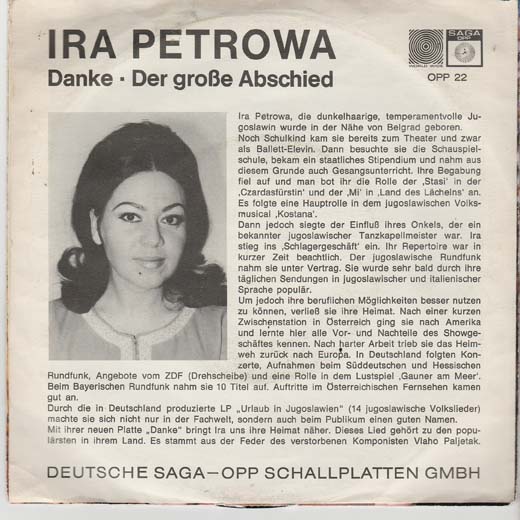 IRA PETROWA
SAGA
OPP
WORLD WIDE
Danke · Der große Abschied
OPP 22
Ira Petrowa, die dunkelhaarige, temperamentvolle Ju-
goslawin wurde in der Nähe von Belgrad geboren.
Noch Schulkind kam sie bereits zum Theater und zwar
als Ballett-Elevin. Dann besuchte sie die Schauspiel-
schule, bekam ein staatliches Stipendium und nahm aus
diesem Grunde auch Gesangsunterricht. Ihre Begabung
fiel auf und man bot ihr die Rolle der ‚Stasi' in der
‚Czardasfürstin' und der ‚Mi' in ‚Land des Lächelns' an.
Es folgte eine Hauptrolle in dem jugoslawischen Volks-
musical ‚Kostana'.
Dann jedoch siegte der Einfluß ihres Onkels, der ein
bekannter jugoslawischer Tanzkapellmeister war. Ira
stieg ins ‚Schlagergeschäft' ein. Ihr Repertoire war in
kurzer Zeit beachtlich. Der jugoslawische Rundfunk
nahm sie unter Vertrag. Sie wurde sehr bald durch ihre
täglichen Sendungen in jugoslawischer und italienischer
Sprache populär.
Um jedoch ihre beruflichen Möglichkeiten besser nutzen
zu können, verließ sie ihre Heimat. Nach einer kurzen
Zwischenstation in Österreich ging sie nach Amerika
und lernte hier alle Vor- und Nachteile des Showge-
schäftes kennen. Nach harter Arbeit trieb sie das Heim-
weh zurück nach Europa. In Deutschland folgten Kon-
zerte, Aufnahmen beim Süddeutschen und Hessischen
Rundfunk, Angebote vom ZDF (Drehscheibe) und eine Rolle in dem Lustspiel ‚Gauner am Meer'.
Beim Bayerischen Rundfunk nahm sie 10 Titel auf. Auftritte im Österreichischen Fernsehen kamen
gut an.
Durch die in Deutschland produzierte LP „Urlaub in Jugoslawien" (14 jugoslawische Volkslieder)
machte sie sich nicht nur in der Fachwelt, sondern auch beim Publikum einen guten Namen.
Mit ihrer neuen Platte „Danke" bringt Ira uns ihre Heimat näher. Dieses Lied gehört zu den popu-
lärsten in ihrem Land. Es stammt aus der Feder des verstorbenen Komponisten Vlaho Paljetak.
DEUTSCHE SAGA–OPP SCHALLPLATTEN GMBH